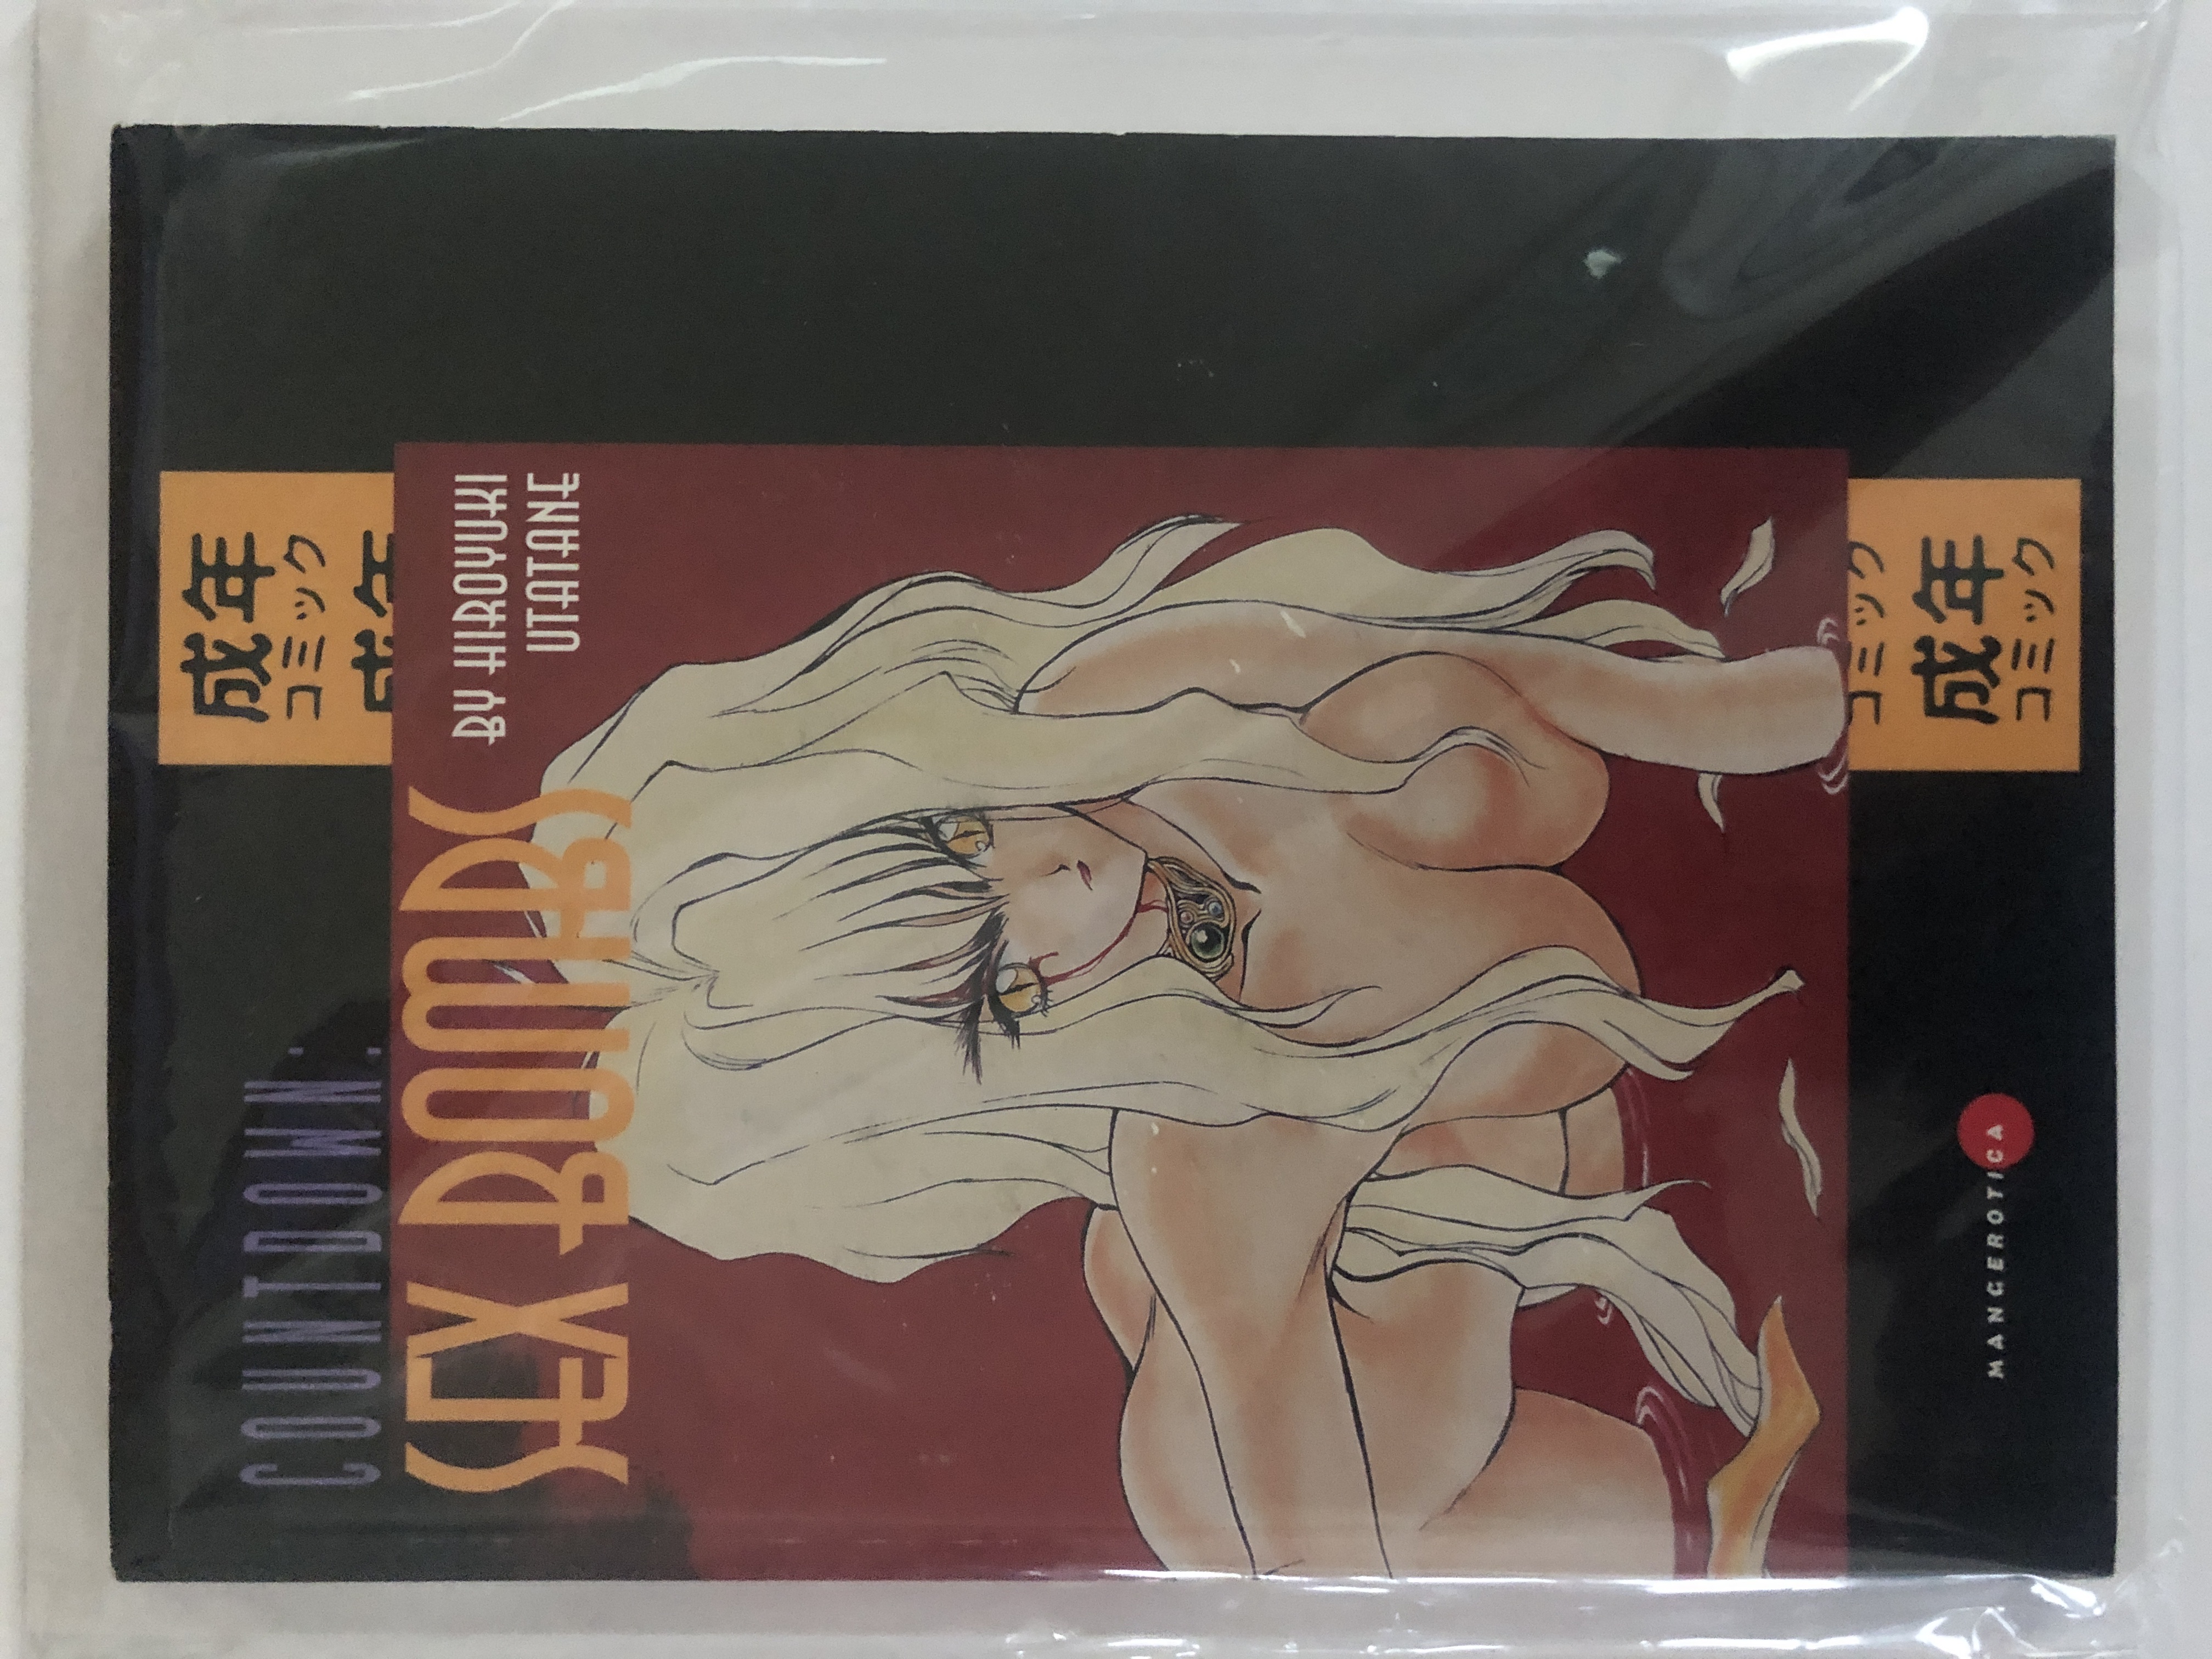 COUNTDOWN:
SEX BOMBS
BY HIROYUKI
UTATANE
成年
コミック
成年
コミック
成年
コミック
MANGEROTICA